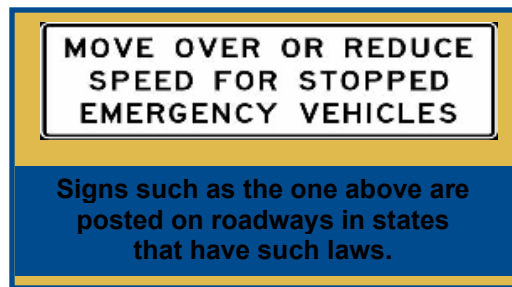 MOVE OVER OR REDUCE
SPEED FOR STOPPED
EMERGENCY VEHICLES
Signs such as the one above are
posted on roadways in states
that have such laws.